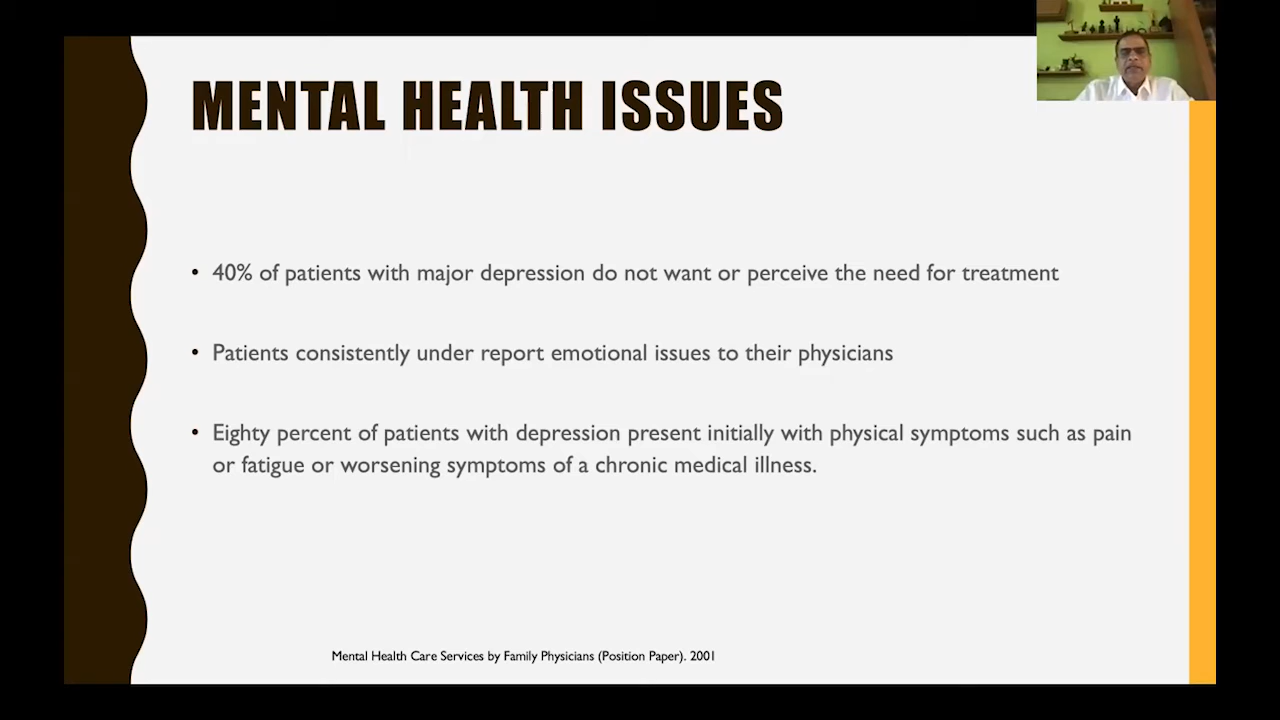 MENTAL HEALTH ISSUES
• 40% of patients with major depression do not want or perceive the need for treatment
• Patients consistently under report emotional issues to their physicians
• Eighty percent of patients with depression present initially with physical symptoms such as pain
or fatigue or worsening symptoms of a chronic medical illness.
Mental Health Care Services by Family Physicians (Position Paper). 2001